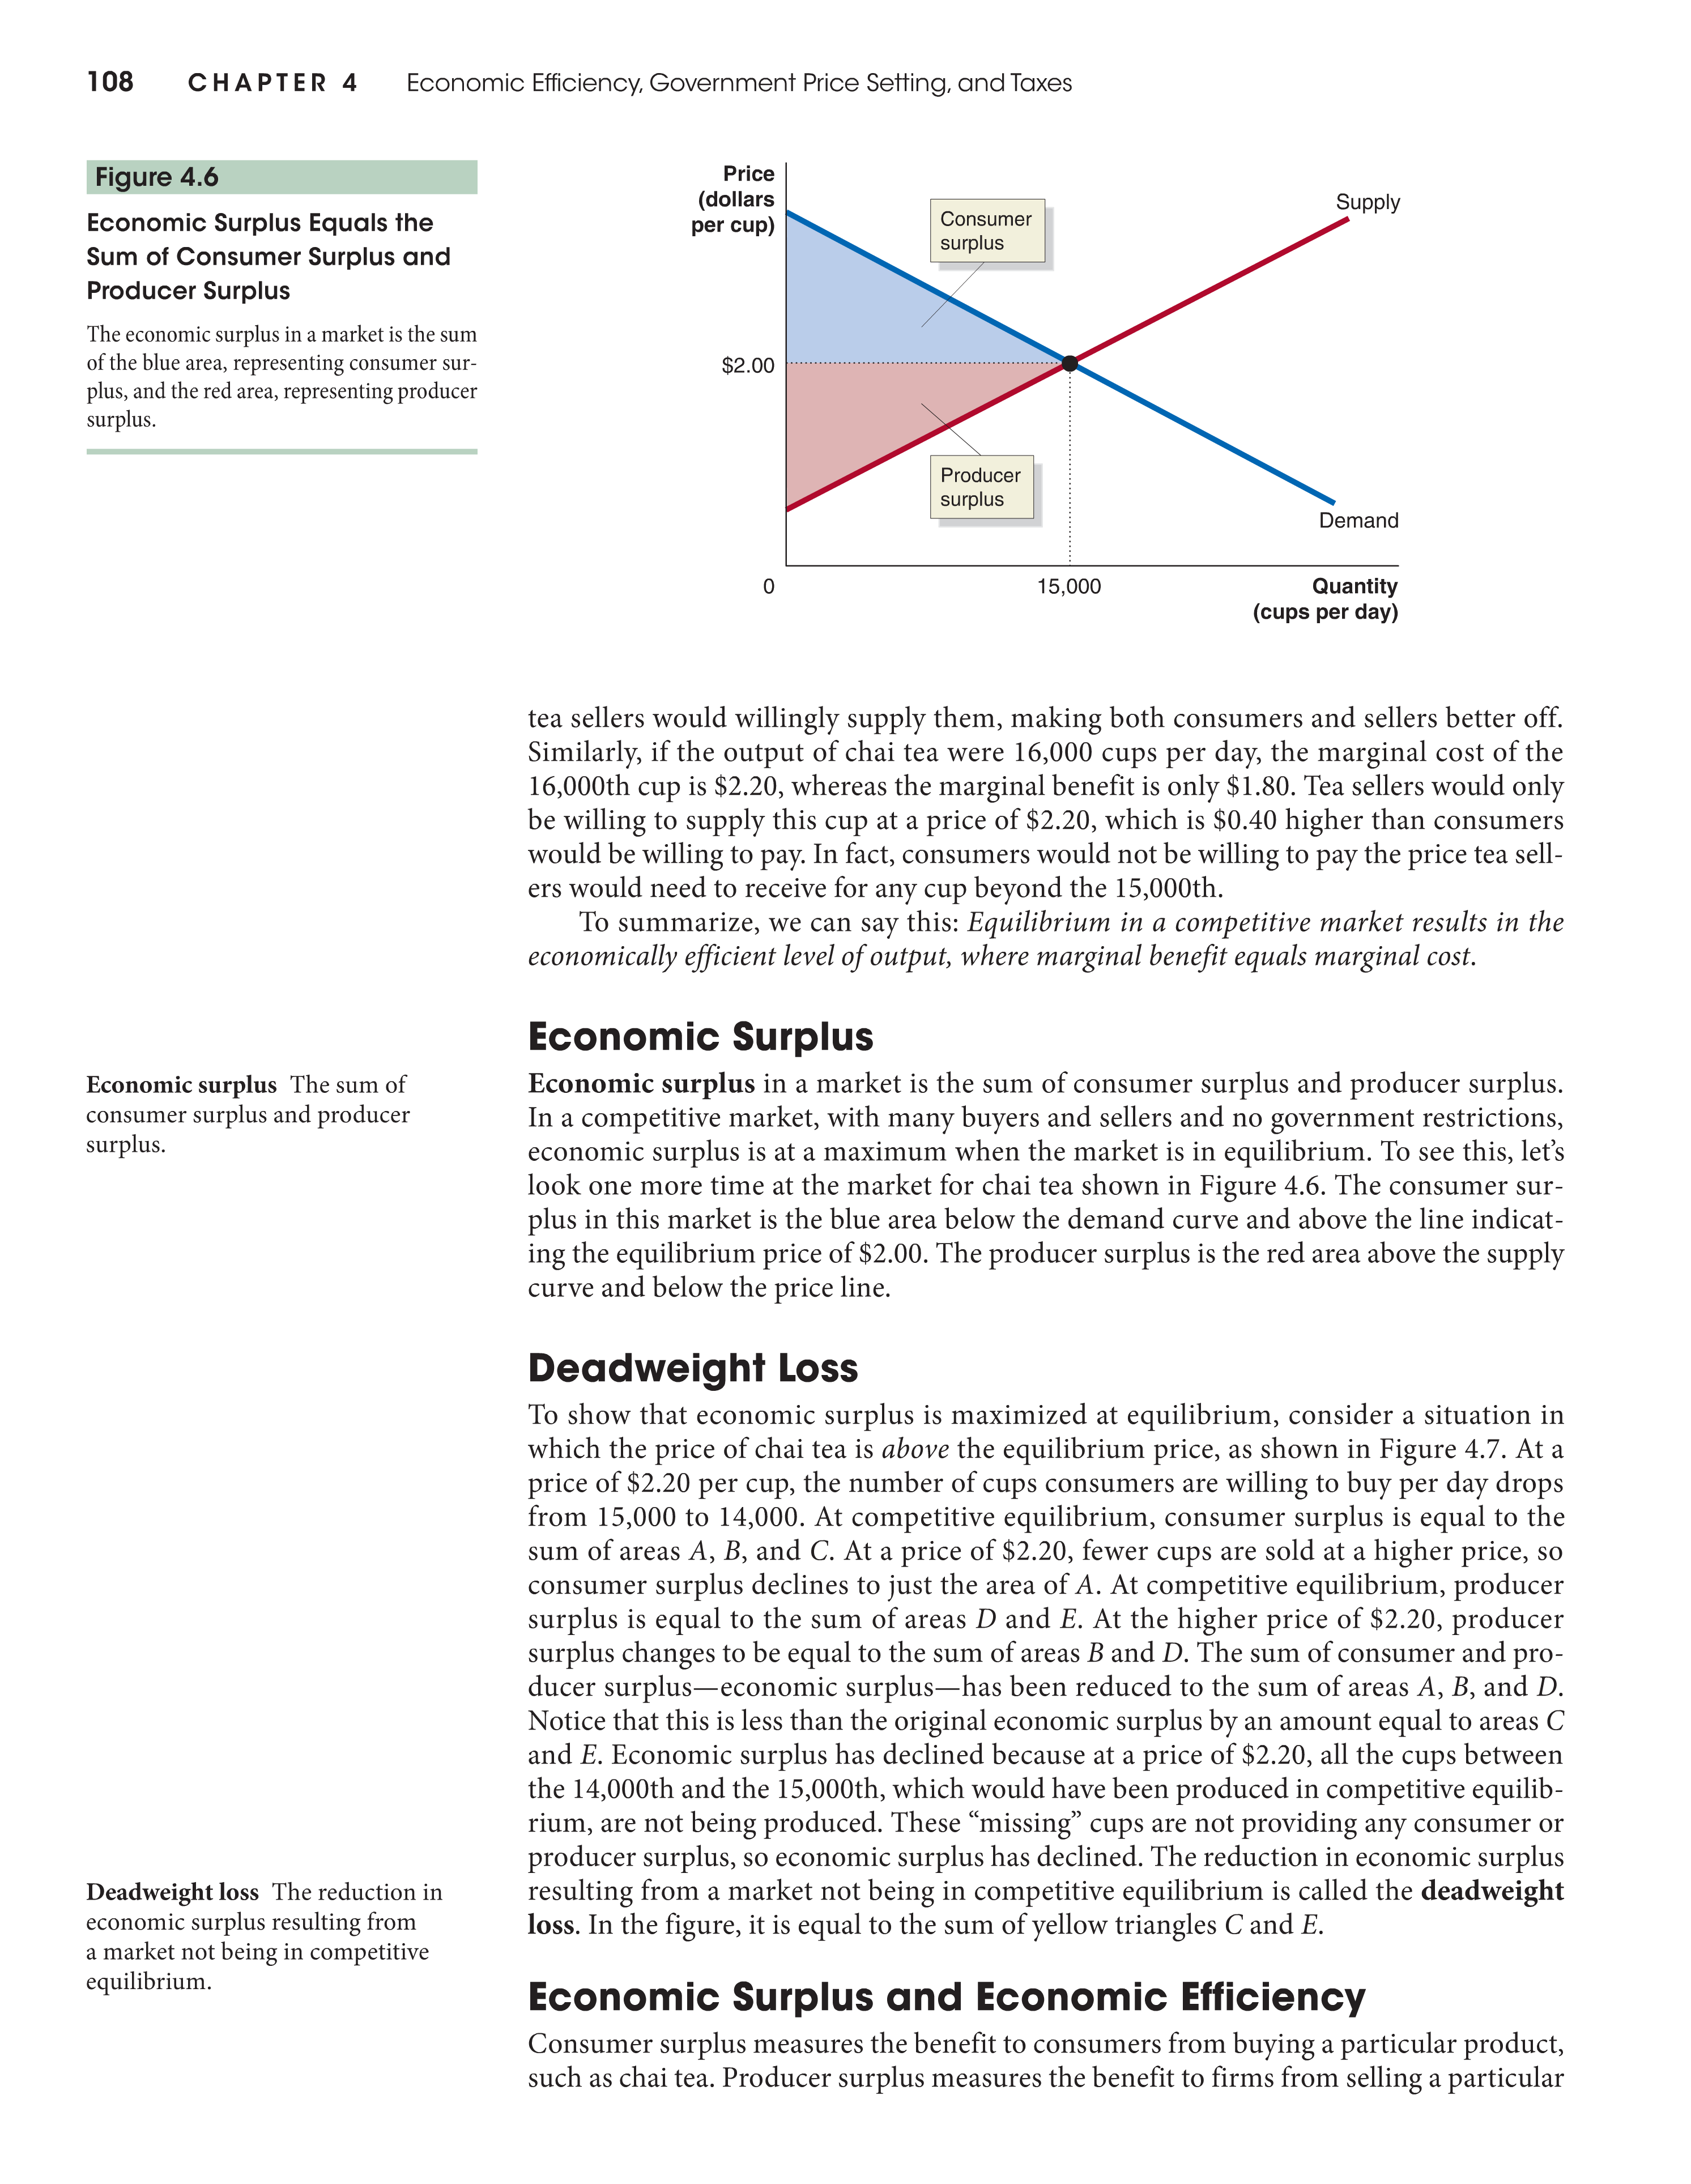 108 CHAPTER 4 Economic Efficiency, Government Price Setting, and Taxes
Figure 4.6
Economic Surplus Equals the
Sum of Consumer Surplus and
Producer Surplus
The economic surplus in a market is the sum
of the blue area, representing consumer sur-
plus, and the red area, representing producer
surplus.
Price
(dollars
per cup)
Consumer
surplus
Supply
$2.00
Producer
surplus
Demand
0
15,000
Quantity
(cups per day)
tea sellers would willingly supply them, making both consumers and sellers better off.
Similarly, if the output of chai tea were 16,000 cups per day, the marginal cost of the
16,000th cup is $2.20, whereas the marginal benefit is only $1.80. Tea sellers would only
be willing to supply this cup at a price of $2.20, which is $0.40 higher than consumers
would be willing to pay. In fact, consumers would not be willing to pay the price tea sell-
ers would need to receive for any cup beyond the 15,000th.
To summarize, we can say this: Equilibrium in a competitive market results in the
economically efficient level of output, where marginal benefit equals marginal cost.
Economic Surplus
Economic surplus The sum of
consumer surplus and producer
surplus.
Economic surplus in a market is the sum of consumer surplus and producer surplus.
In a competitive market, with many buyers and sellers and no government restrictions,
economic surplus is at a maximum when the market is in equilibrium. To see this, let's
look one more time at the market for chai tea shown in Figure 4.6. The consumer sur-
plus in this market is the blue area below the demand curve and above the line indicat-
ing the equilibrium price of $2.00. The producer surplus is the red area above the supply
curve and below the price line.
Deadweight Loss
To show that economic surplus is maximized at equilibrium, consider a situation in
which the price of chai tea is above the equilibrium price, as shown in Figure 4.7. At a
price of $2.20 per cup, the number of cups consumers are willing to buy per day drops
from 15,000 to 14,000. At competitive equilibrium, consumer surplus is equal to the
sum of areas A, B, and C. At a price of $2.20, fewer cups are sold at a higher price, so
consumer surplus declines to just the area of A. At competitive equilibrium, producer
surplus is equal to the sum of areas D and E. At the higher price of $2.20, producer
surplus changes to be equal to the sum of areas B and D. The sum of consumer and pro-
ducer surplus—economic surplus—has been reduced to the sum of areas A, B, and D.
Notice that this is less than the original economic surplus by an amount equal to areas C
and E. Economic surplus has declined because at a price of $2.20, all the cups between
the 14,000th and the 15,000th, which would have been produced in competitive equilib-
rium, are not being produced. These “missing” cups are not providing any consumer or
producer surplus, so economic surplus has declined. The reduction in economic surplus
resulting from a market not being in competitive equilibrium is called the deadweight
loss. In the figure, it is equal to the sum of yellow triangles C and E.
Deadweight loss The reduction in
economic surplus resulting from
a market not being in competitive
equilibrium.
Economic Surplus and Economic Efficiency
Consumer surplus measures the benefit to consumers from buying a particular product,
such as chai tea. Producer surplus measures the benefit to firms from selling a particular